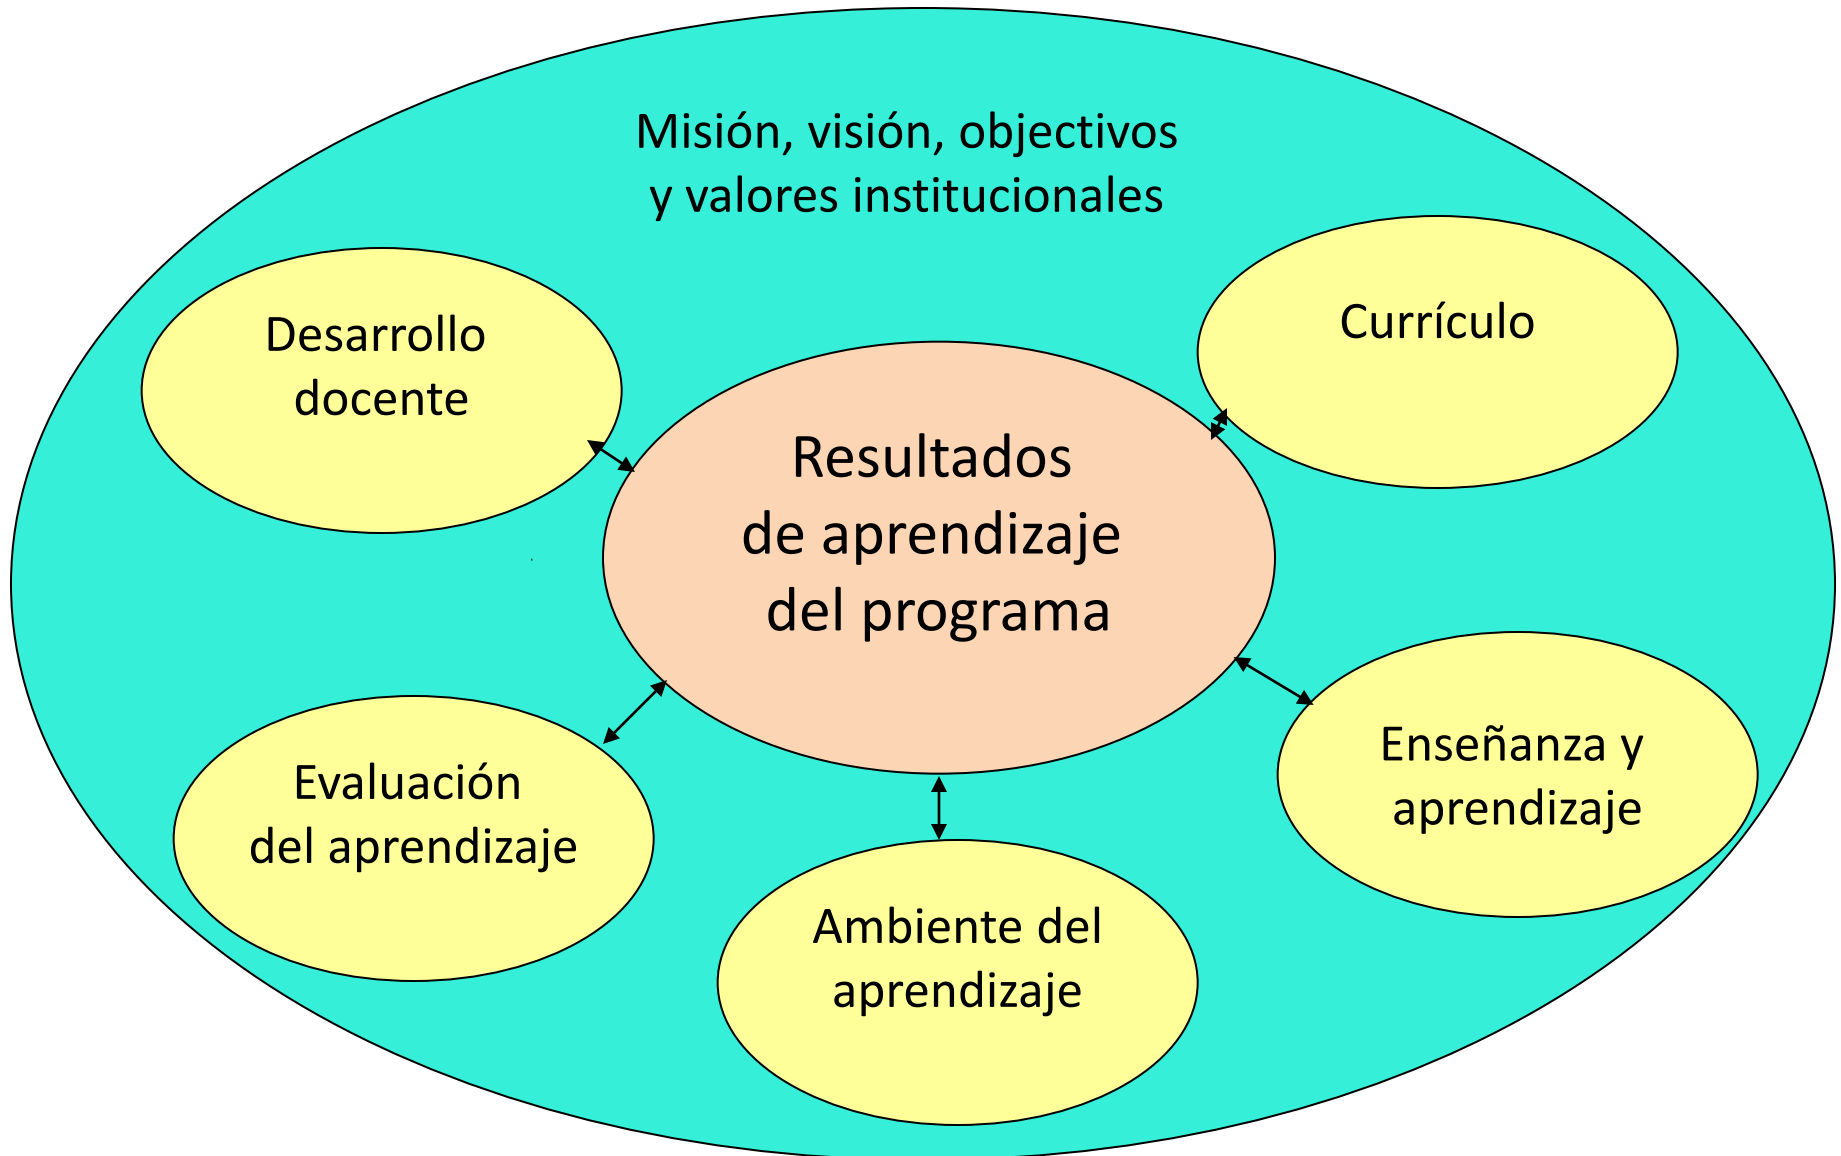 Misión, visión, objectivos
y valores institucionales
Desarrollo
docente
Currículo
Resultados
de aprendizaje
del programa
Enseñanza y
aprendizaje
Evaluación
del aprendizaje
Ambiente del
aprendizaje